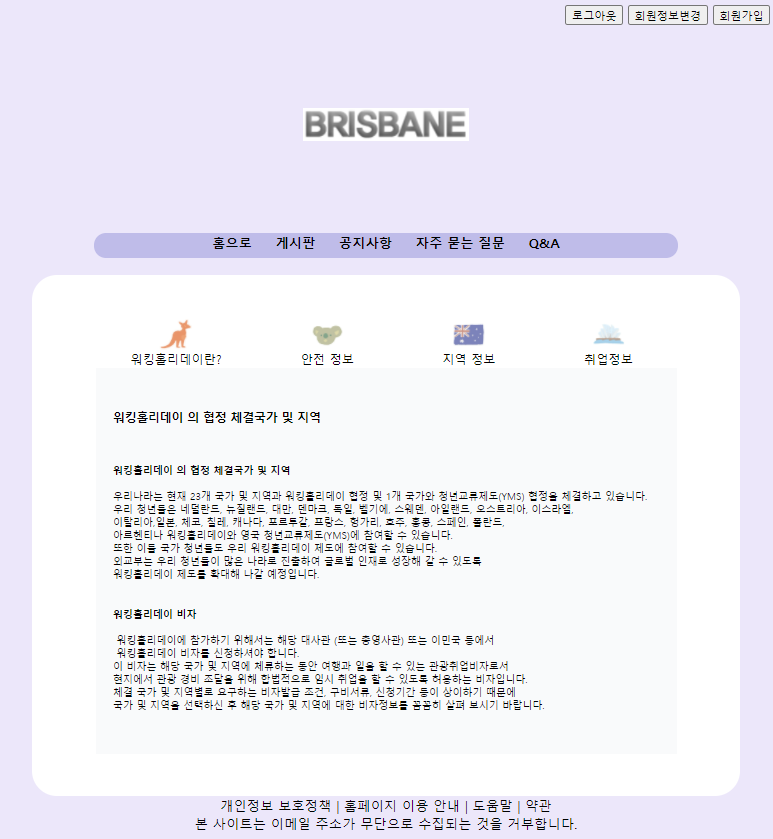 로그아웃 회원정보변경 회원가입
BRISBANE
홈으로 게시판 공지사항 자주 묻는 질문 Q&A
워킹홀리데이란? 안전 정보 지역 정보 취업정보
워킹홀리데이 의 협정 체결국가 및 지역
워킹홀리데이 의 협정 체결국가 및 지역
우리나라는 현재 23개 국가 및 지역과 워킹홀리데이 협정 및 1개 국가와 청년교류제도(YMS) 협정을 체결하고 있습니다.
우리 청년들은 네덜란드, 뉴질랜드, 대만, 덴마크, 독일, 벨기에, 스웨덴, 아일랜드, 오스트리아, 이스라엘,
이탈리아,일본, 체코, 칠레, 캐나다, 포르투갈, 프랑스, 헝가리, 호주, 홍콩, 스페인, 폴란드,
아르헨티나 워킹홀리데이와 영국 청년교류제도(YMS)에 참여할 수 있습니다.
또한 이들 국가 청년들도 우리 워킹홀리데이 제도에 참여할 수 있습니다.
외교부는 우리 청년들이 많은 나라로 진출하여 글로벌 인재로 성장해 갈 수 있도록
워킹홀리데이 제도를 확대해 나갈 예정입니다.
워킹홀리데이 비자
워킹홀리데이에 참가하기 위해서는 해당 대사관 (또는 총영사관) 또는 이민국 등에서
워킹홀리데이 비자를 신청하셔야 합니다.
이 비자는 해당 국가 및 지역에 체류하는 동안 여행과 일을 할 수 있는 관광취업비자로서
현지에서 관광 경비 조달을 위해 합법적으로 임시 취업을 할 수 있도록 허용하는 비자입니다.
체결 국가 및 지역별로 요구하는 비자발급 조건, 구비서류, 신청기간 등이 상이하기 때문에
국가 및 지역을 선택하신 후 해당 국가 및 지역에 대한 비자정보를 꼼꼼히 살펴 보시기 바랍니다.
개인정보 보호정책 | 홈페이지 이용 안내 | 도움말 | 약관
본 사이트는 이메일 주소가 무단으로 수집되는 것을 거부합니다.